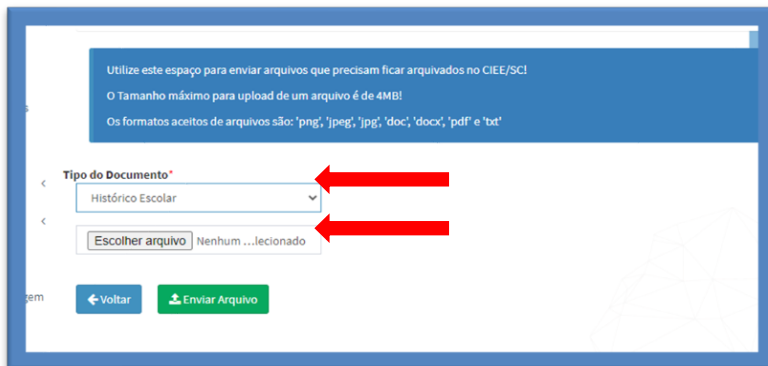 Utilize este espaço para enviar arquivos que precisam ficar arquivados no CIEE/SC!
O Tamanho máximo para upload de um arquivo é de 4MB!
Os formatos aceitos de arquivos são: 'png', 'jpeg', 'jpg', 'doc', 'docx', 'pdf' e 'txt'
Tipo do Documento*
Histórico Escolar
Escolher arquivo Nenhum ...lecionado
Voltar Enviar Arquivo